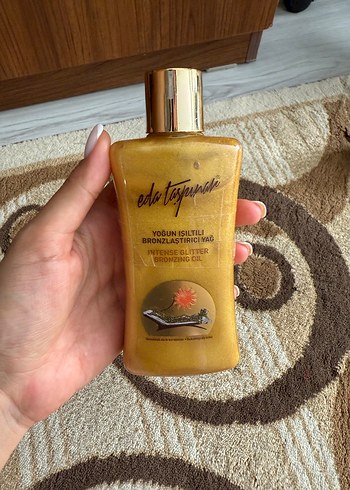 eda taşpınar
YOĞUN IŞILTILI
BRONZLAŞTIRICI YAĞ
INTENSE GLITTER
BRONZING OIL